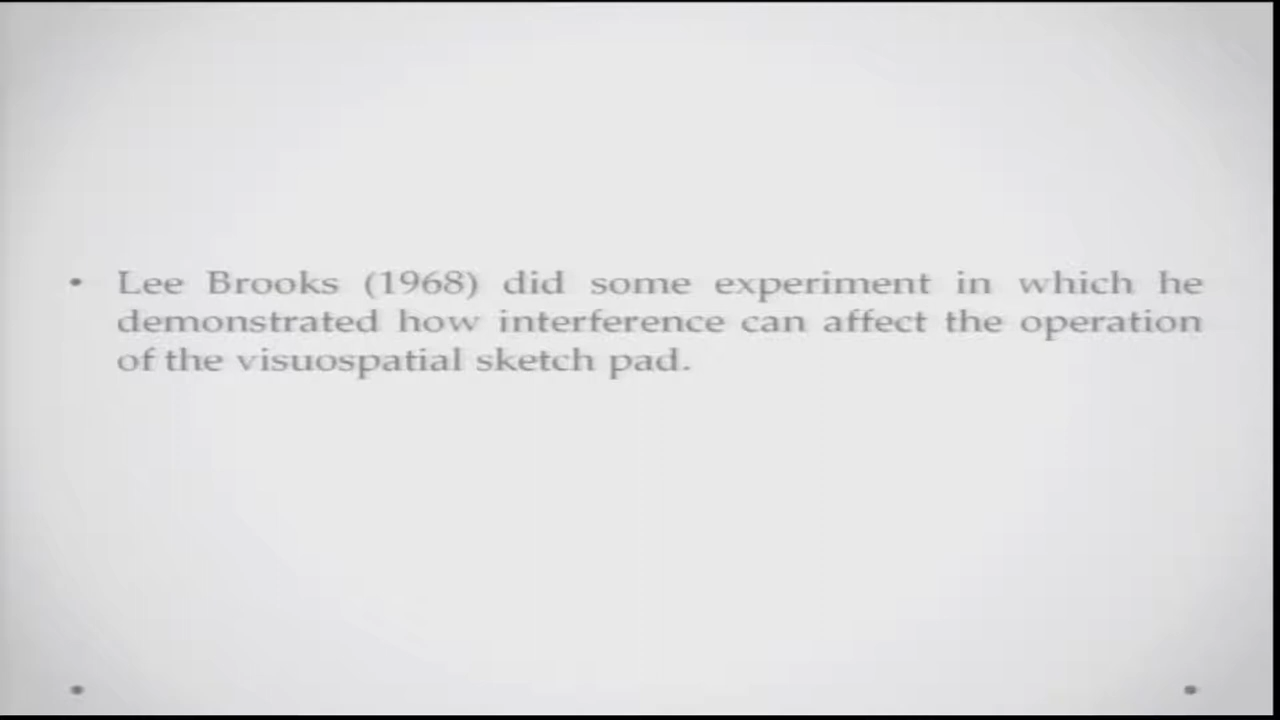 • Lee Brooks (1968) did some experiment in which he
demonstrated how interference can affect the operation
of the visuospatial sketch pad.